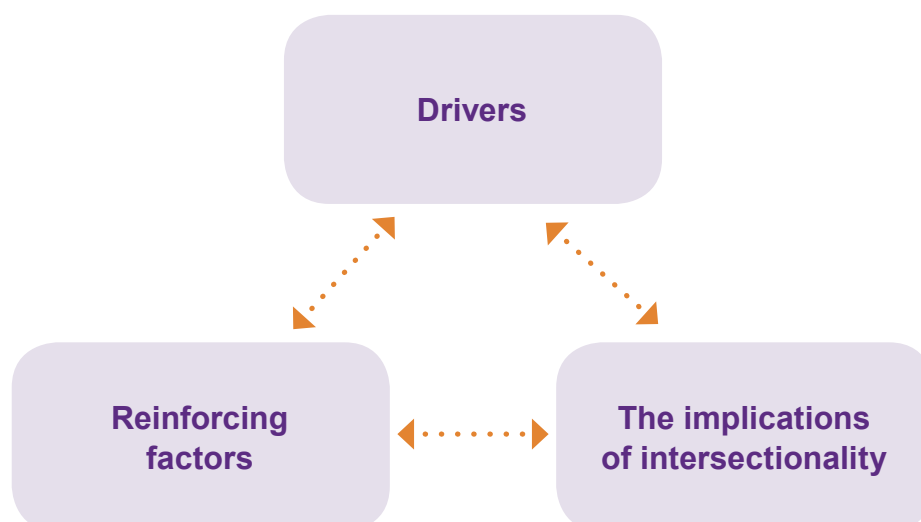 Drivers
Reinforcing
factors
The implications
of intersectionality